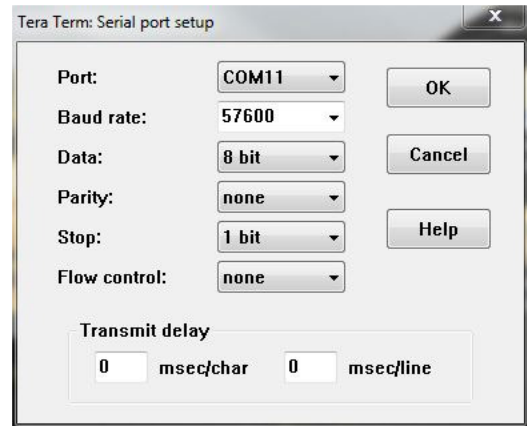 Tera Term: Serial port setup
x
Port: COM11 OK
Baud rate: 57600
Data: 8 bit Cancel
Parity: none
Stop: 1 bit Help
Flow control: none
Transmit delay
0 msec/char 0 msec/line